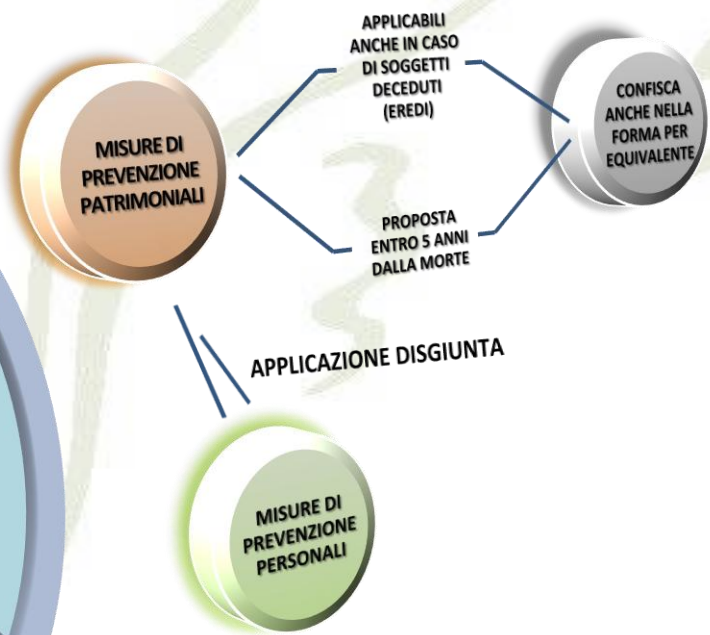 APPLICABILI
ANCHE IN CASO
DI SOGGETTI
DECEDUTI
(EREDI)
CONFISCA
ANCHE NELLA
FORMA PER
EQUIVALENTE
MISURE DI
PREVENZIONE
PATRIMONIALI
PROPOSTA
ENTRO 5 ANNI
DALLA MORTE
APPLICAZIONE DISGIUNTA
MISURE DI
PREVENZIONE
PERSONALI